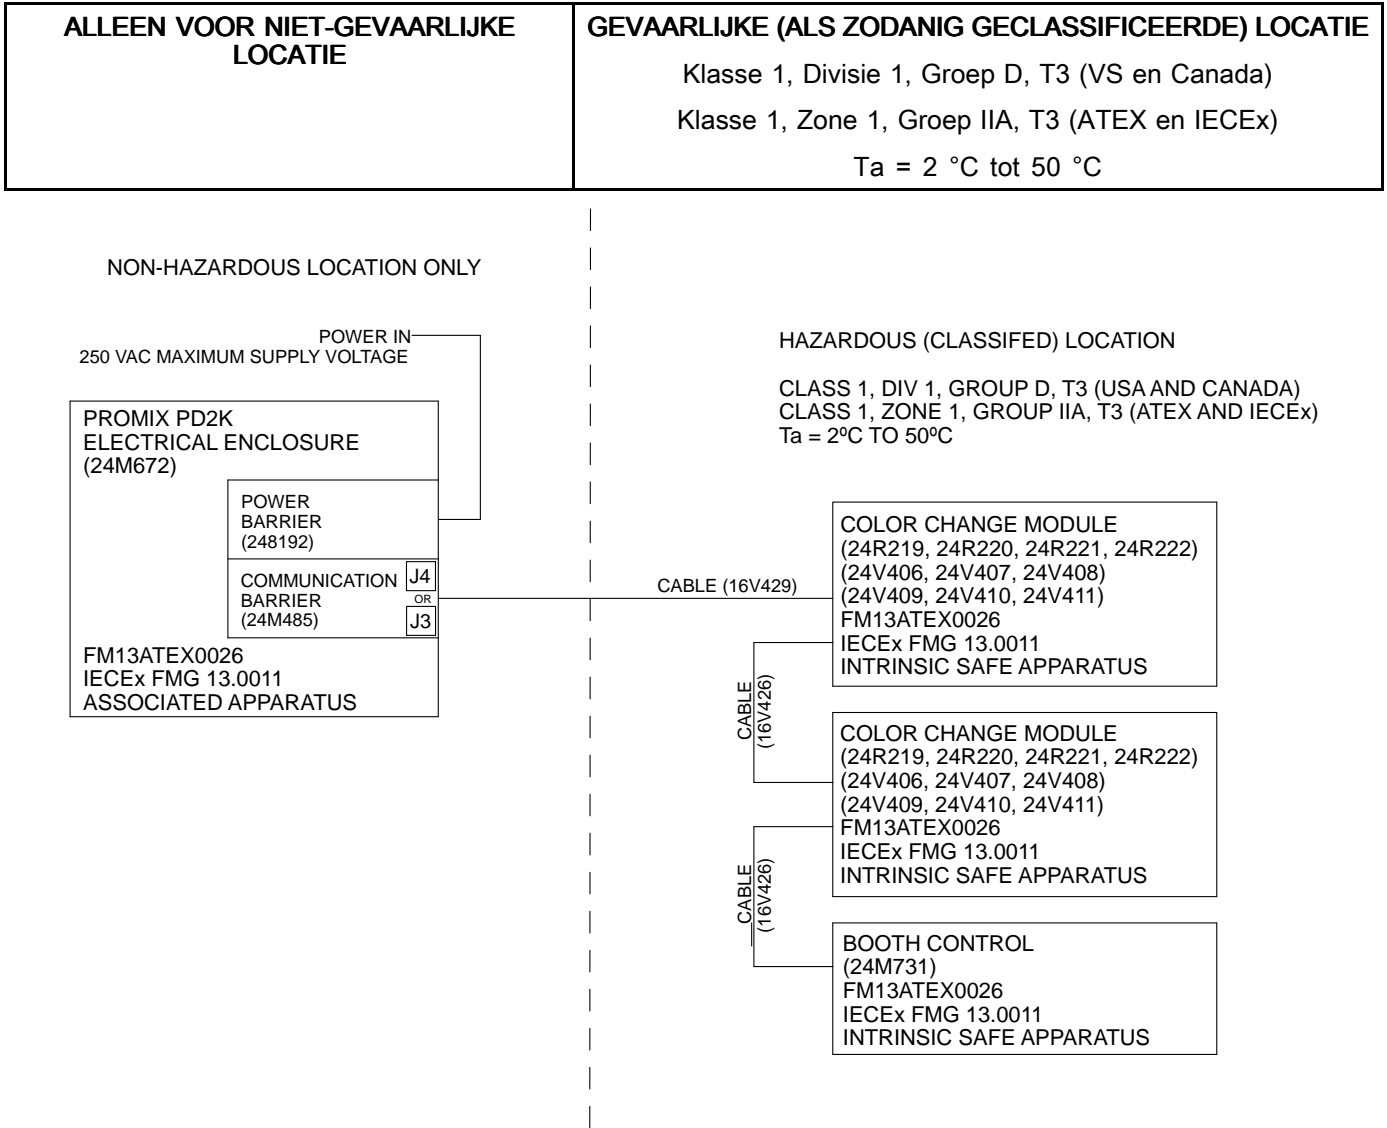 ALLEEN VOOR NIET-GEVAARLIJKE
LOCATIE
GEVAARLIJKE (ALS ZODANIG GECLASSIFICEERDE) LOCATIE
Klasse 1, Divisie 1, Groep D, T3 (VS en Canada)
Klasse 1, Zone 1, Groep IIA, T3 (ATEX en IECEx)
Ta = 2 °C tot 50 °C
NON-HAZARDOUS LOCATION ONLY
POWER IN
250 VAC MAXIMUM SUPPLY VOLTAGE
PROMIX PD2K
ELECTRICAL ENCLOSURE
(24M672)
POWER
BARRIER
(248192)
COMMUNICATION
BARRIER
(24M485)
J4
OR
J3
FM13ATEX0026
IECEx FMG 13.0011
ASSOCIATED APPARATUS
HAZARDOUS (CLASSIFED) LOCATION
CLASS 1, DIV 1, GROUP D, T3 (USA AND CANADA)
CLASS 1, ZONE 1, GROUP IIA, T3 (ATEX AND IECEx)
Ta = 2ºC TO 50ºC
CABLE (16V429)
COLOR CHANGE MODULE
(24R219, 24R220, 24R221, 24R222)
(24V406, 24V407, 24V408)
(24V409, 24V410, 24V411)
FM13ATEX0026
IECEx FMG 13.0011
INTRINSIC SAFE APPARATUS
CABLE
(16V426)
COLOR CHANGE MODULE
(24R219, 24R220, 24R221, 24R222)
(24V406, 24V407, 24V408)
(24V409, 24V410, 24V411)
FM13ATEX0026
IECEx FMG 13.0011
INTRINSIC SAFE APPARATUS
CABLE
(16V426)
BOOTH CONTROL
(24M731)
FM13ATEX0026
IECEx FMG 13.0011
INTRINSIC SAFE APPARATUS